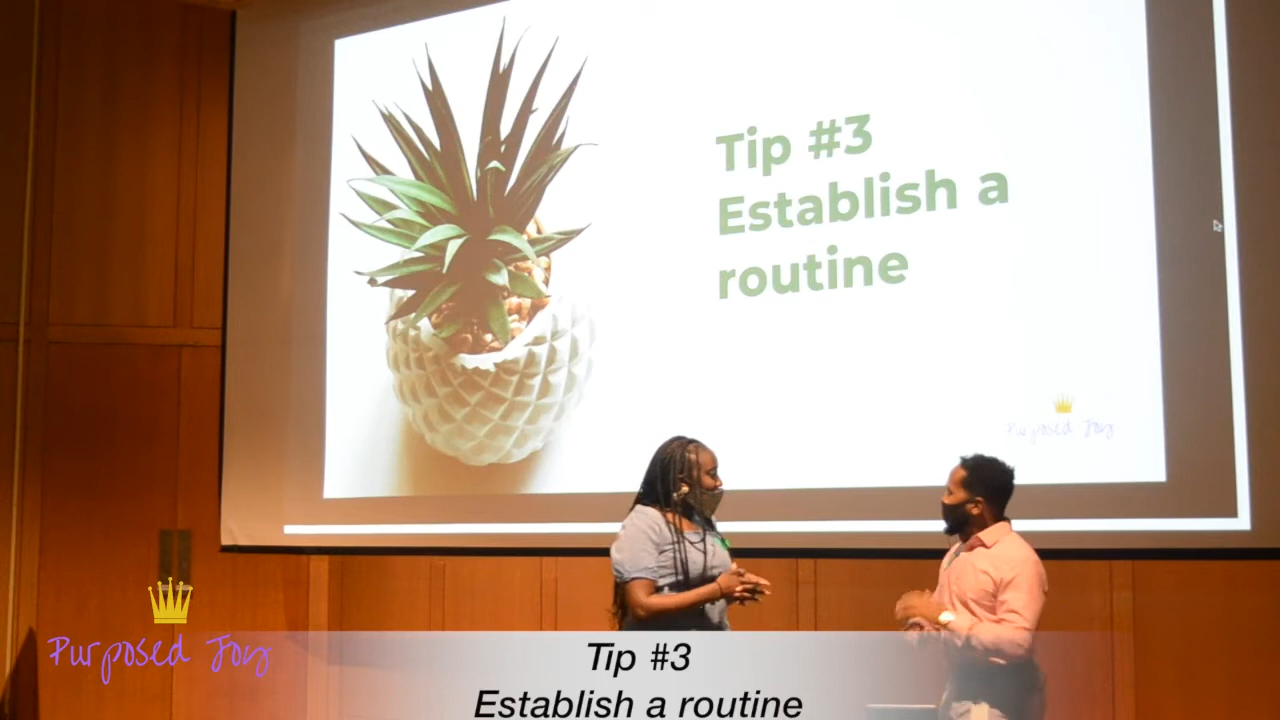 Tip #3
Establish a
routine
Purposed Joy
Purposed Joy
Tip #3
Establish a routine